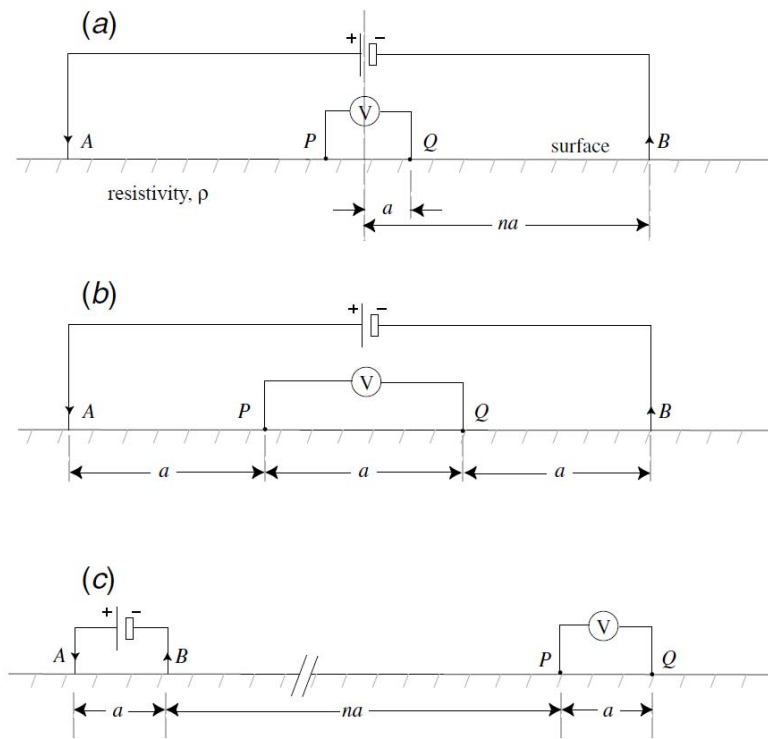 (a)
+ −
V
A P Q surface B
resistivity, ρ
a
na
(b)
+ −
V
A P Q B
a a a
(c)
+ −
V
A B P Q
a na a